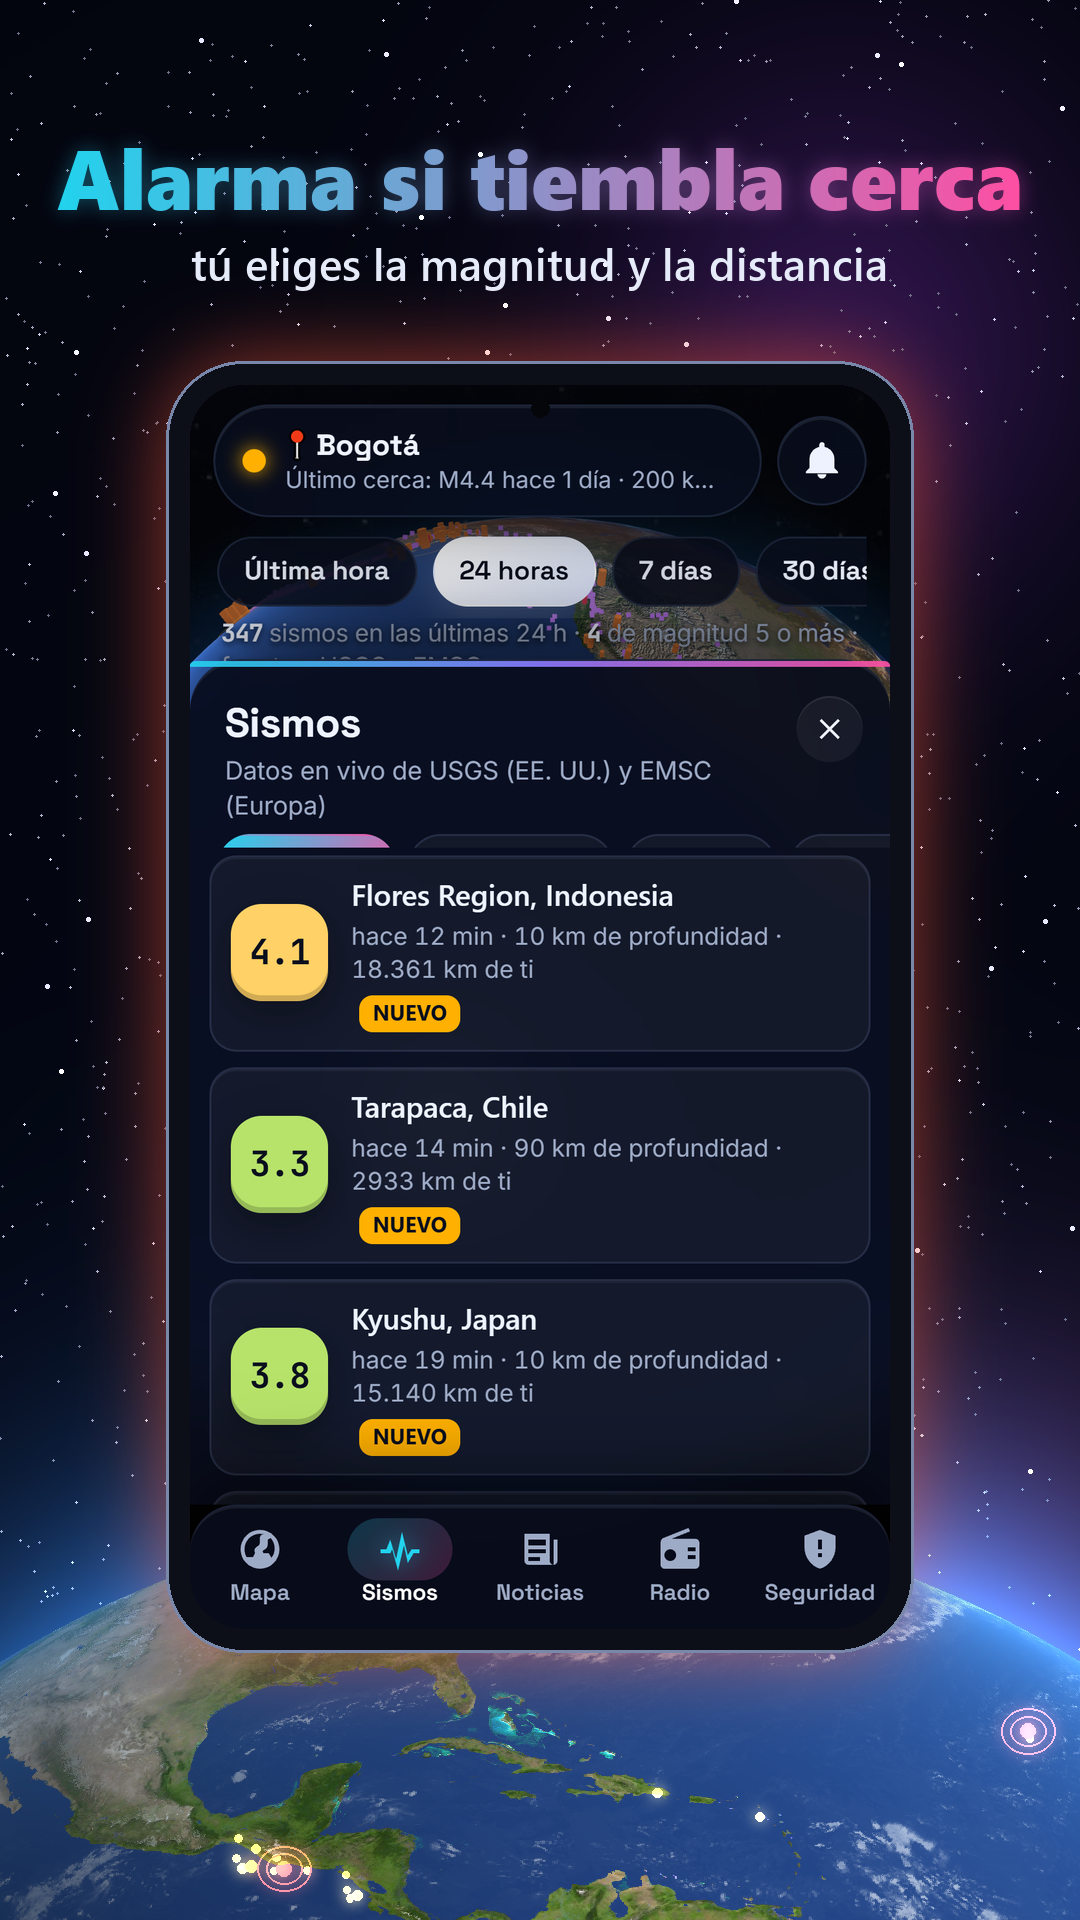 Alarma si tiembla cerca
tú eliges la magnitud y la distancia
Bogotá
Último cerca: M4.4 hace 1 día · 200 k...
Última hora
24 horas
7 días
30 días
347 sismos en las últimas 24 h · 4 de magnitud 5 o más ·
Sismos
Datos en vivo de USGS (EE. UU.) y EMSC
(Europa)
4.1
Flores Region, Indonesia
hace 12 min · 10 km de profundidad ·
18.361 km de ti
NUEVO
3.3
Tarapaca, Chile
hace 14 min · 90 km de profundidad ·
2933 km de ti
NUEVO
3.8
Kyushu, Japan
hace 19 min · 10 km de profundidad ·
15.140 km de ti
NUEVO
Mapa
Sismos
Noticias
Radio
Seguridad